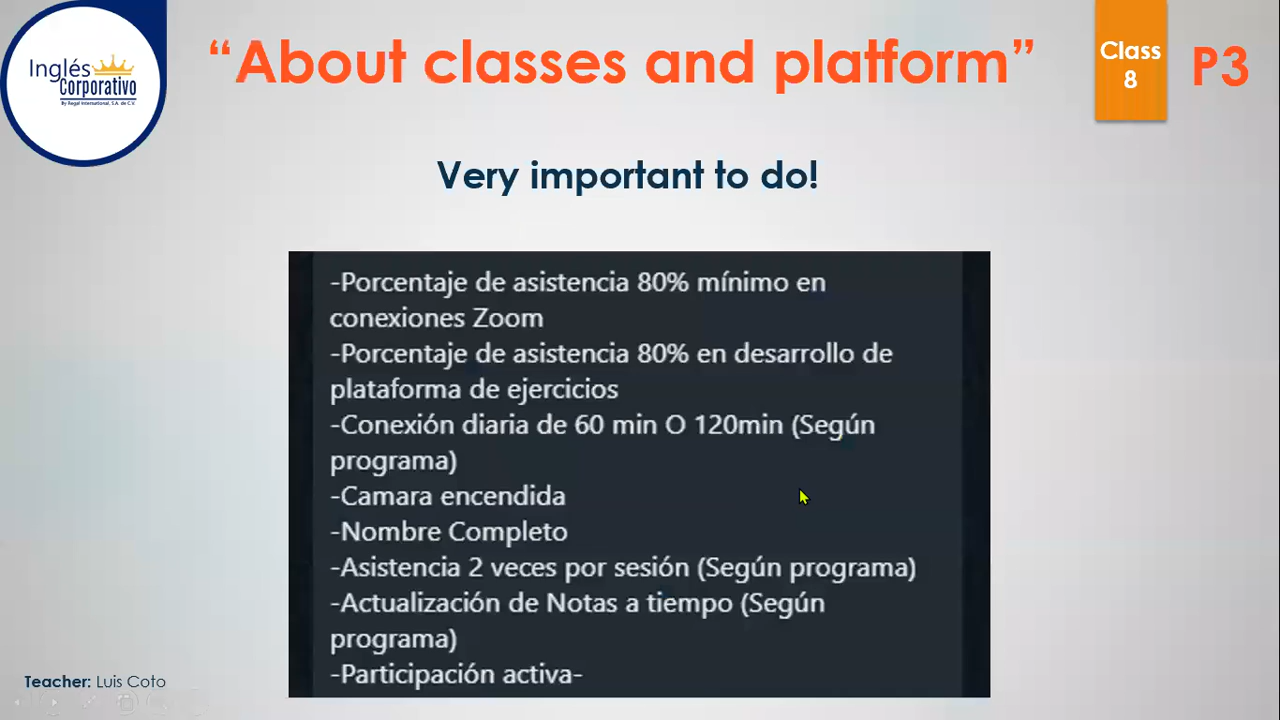 Inglés
Corporativo
By Regal International, S.A. de C.V.
“About classes and platform”
Class
8
P3
Very important to do!
-Porcentaje de asistencia 80% mínimo en
conexiones Zoom
-Porcentaje de asistencia 80% en desarrollo de
plataforma de ejercicios
-Conexión diaria de 60 min O 120min (Según
programa)
-Camara encendida
-Nombre Completo
-Asistencia 2 veces por sesión (Según programa)
-Actualización de Notas a tiempo (Según
programa)
-Participación activa-
Teacher: Luis Coto